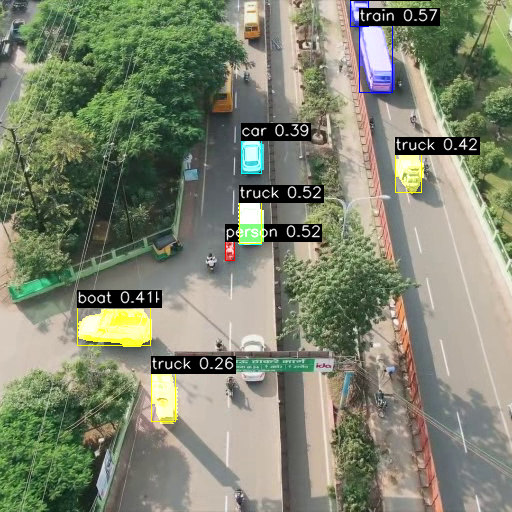 train 0.57
car 0.39
truck 0.42
truck 0.52
person 0.52
boat 0.41
truck 0.26
ida